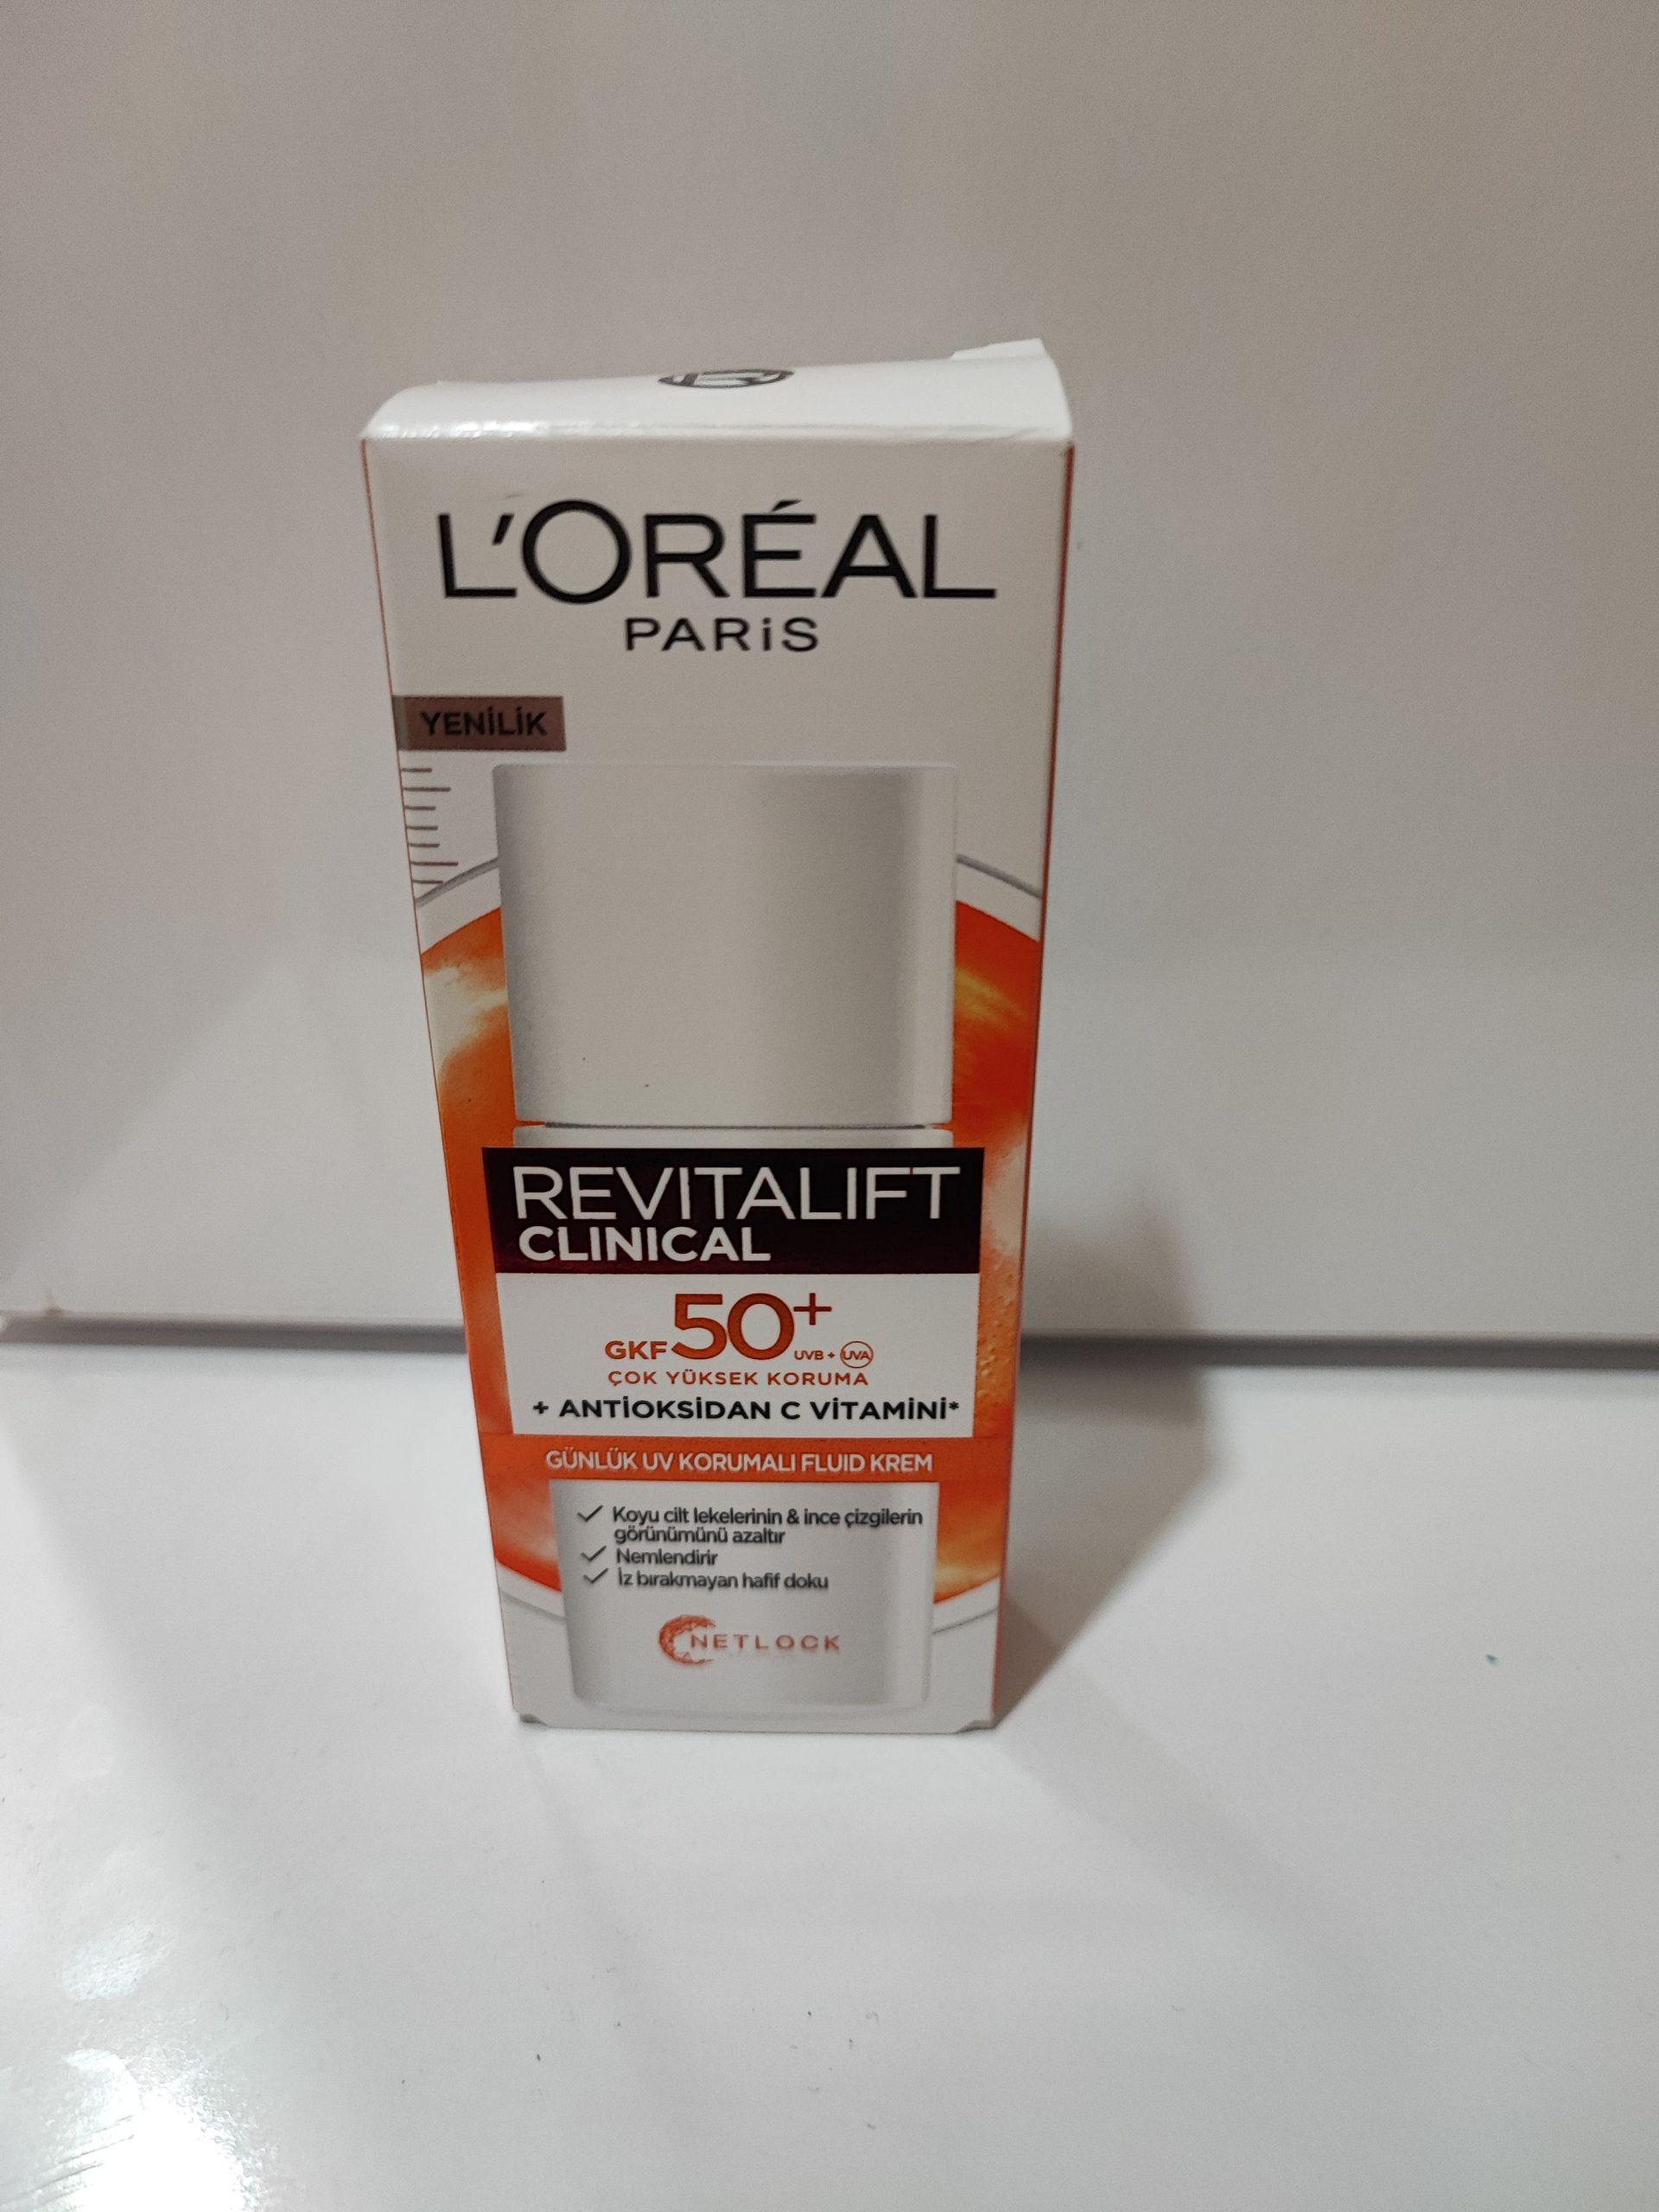 L'ORÉAL
PARiS
YENİLİK
REVITALIFT
CLINICAL
GKF 50+ UVB + UVA
ÇOK YÜKSEK KORUMA
+ ANTİOKSİDAN C VİTAMİNİ*
GÜNLÜK UV KORUMALI FLUID KREM
✓ Koyu cilt lekelerinin & ince çizgilerin
görünümünü azaltır
✓ Nemlendirir
✓ İz bırakmayan hafif doku
NETLOCK